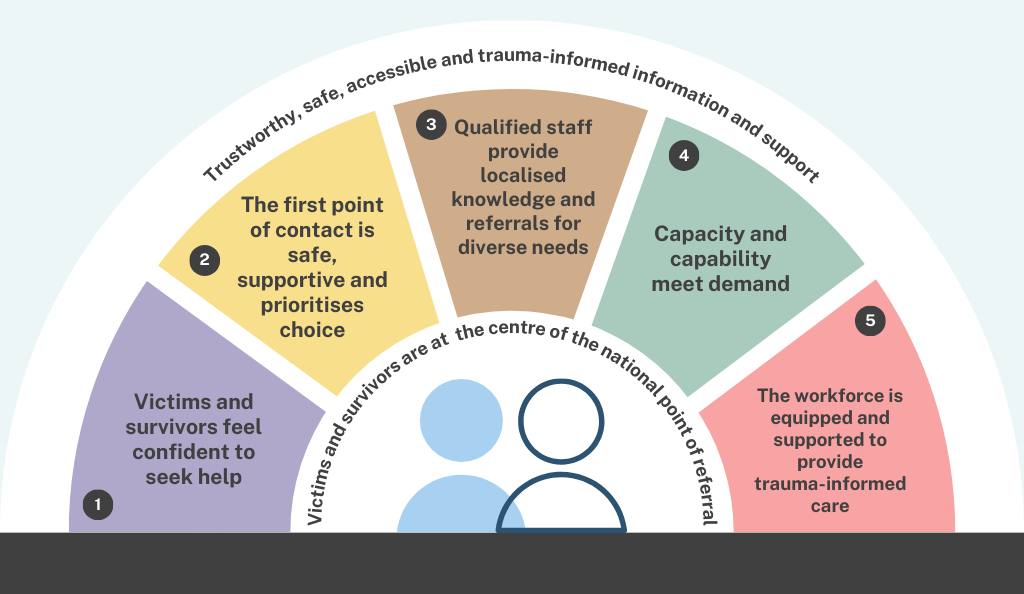 Trustworthy, safe, accessible and trauma-informed information and support
1
Victims and
survivors feel
confident to
seek help
2
The first point
of contact is
safe,
supportive and
prioritises
choice
3
Qualified staff
provide
localised
knowledge and
referrals for
diverse needs
4
Capacity and
capability
meet demand
5
The workforce is
equipped and
supported to
provide
trauma-informed
care
Victims and survivors are at the centre of the national point of referral